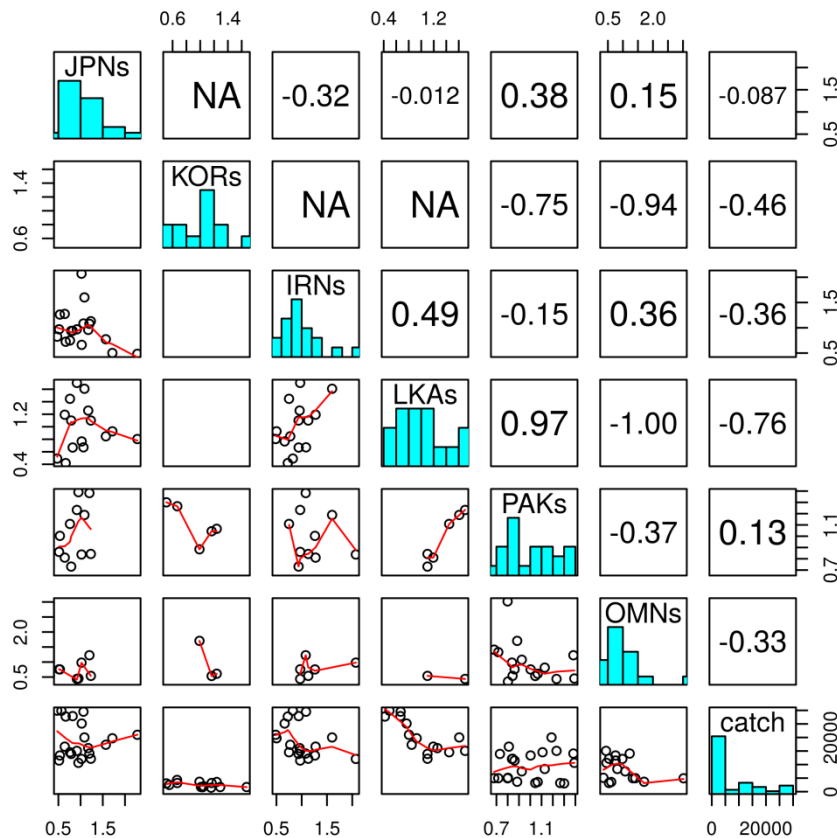 0.6 1.4 0.4 1.2 0.5 2.0
JPNs NA -0.32 -0.012 0.38 0.15 -0.087 0.5 1.5
0.6 1.4 KORs NA NA -0.75 -0.94 -0.46
IRNs 0.49 -0.15 0.36 -0.36 0.5 1.5
0.4 1.2 LKAs 0.97 -1.00 -0.76
PAKs -0.37 0.13 0.7 1.1
0.5 2.0 OMNs -0.33
catch 0 20000
0.5 1.5 0.5 1.5 0.7 1.1 0 20000